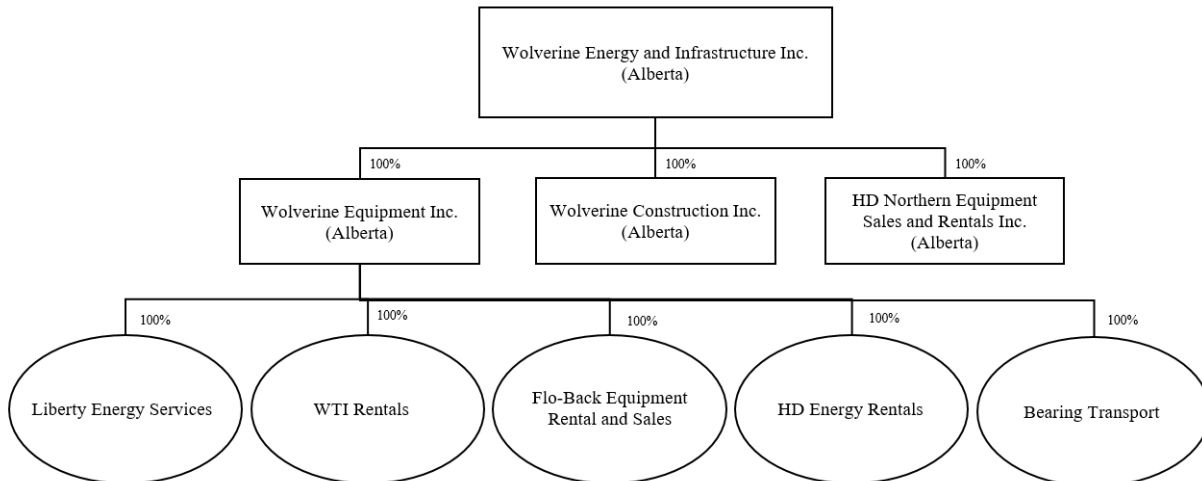 Wolverine Energy and Infrastructure Inc.
(Alberta)
100%
100%
100%
Wolverine Equipment Inc.
(Alberta)
Wolverine Construction Inc.
(Alberta)
HD Northern Equipment
Sales and Rentals Inc.
(Alberta)
100%
100%
100%
100%
100%
Liberty Energy Services
WTI Rentals
Flo-Back Equipment
Rental and Sales
HD Energy Rentals
Bearing Transport